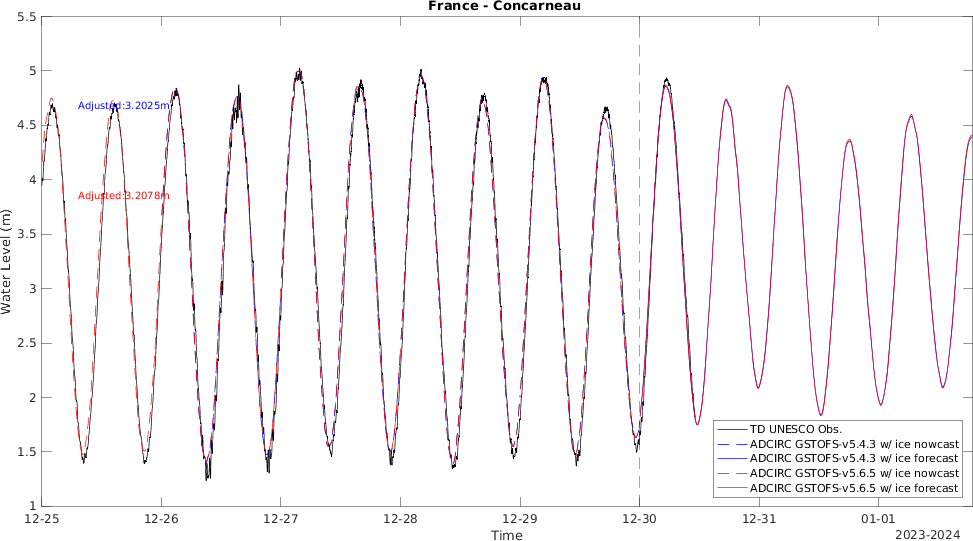 France - Concarneau
5.5
5
4.5
4
3.5
3
2.5
2
1.5
1
Water Level (m)
Adjusted:3.2025m
Adjusted:3.2078m
TD UNESCO Obs.
ADCIRC GSTOFS-v5.4.3 w/ ice nowcast
ADCIRC GSTOFS-v5.4.3 w/ ice forecast
ADCIRC GSTOFS-v5.6.5 w/ ice nowcast
ADCIRC GSTOFS-v5.6.5 w/ ice forecast
12-25 12-26 12-27 12-28 12-29 12-30 12-31 01-01
Time
2023-2024